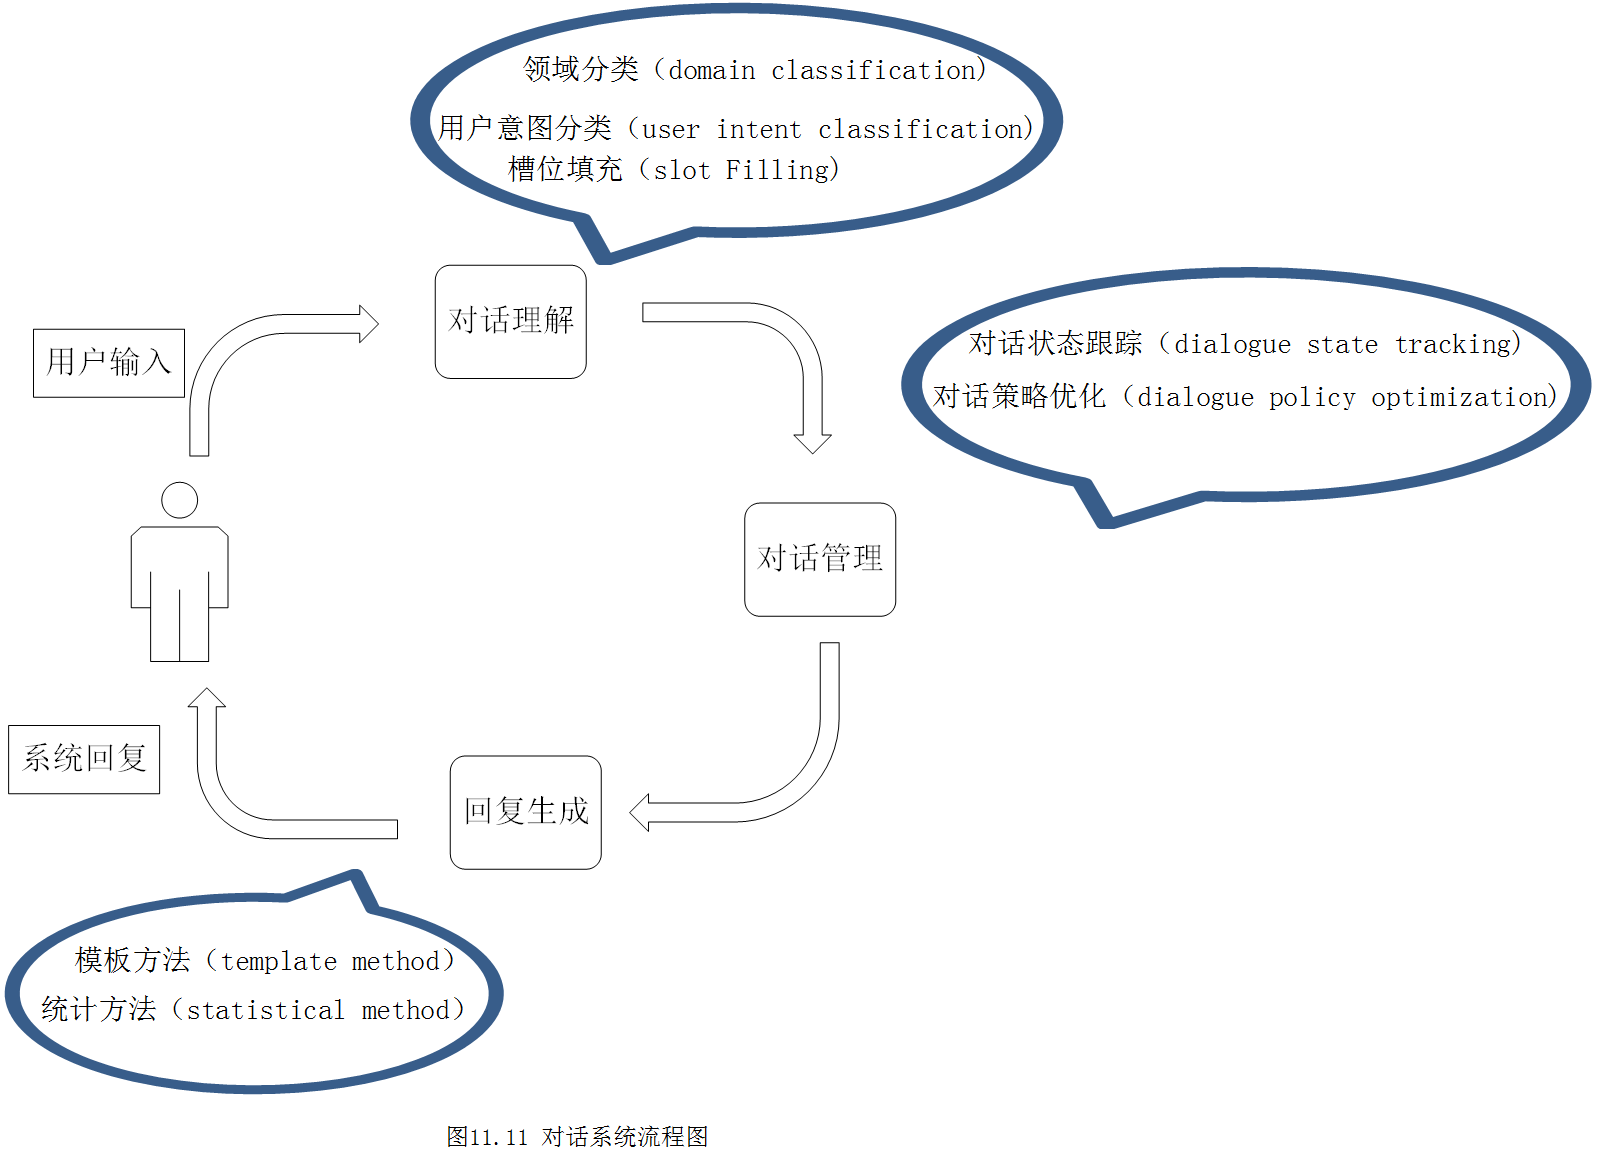 领域分类（domain classification)
用户意图分类（user intent classification)
槽位填充（slot Filling)
对话理解
用户输入
对话状态跟踪（dialogue state tracking)
对话策略优化（dialogue policy optimization)
对话管理
系统回复
回复生成
模板方法（template method）
统计方法（statistical method）
图11.11 对话系统流程图